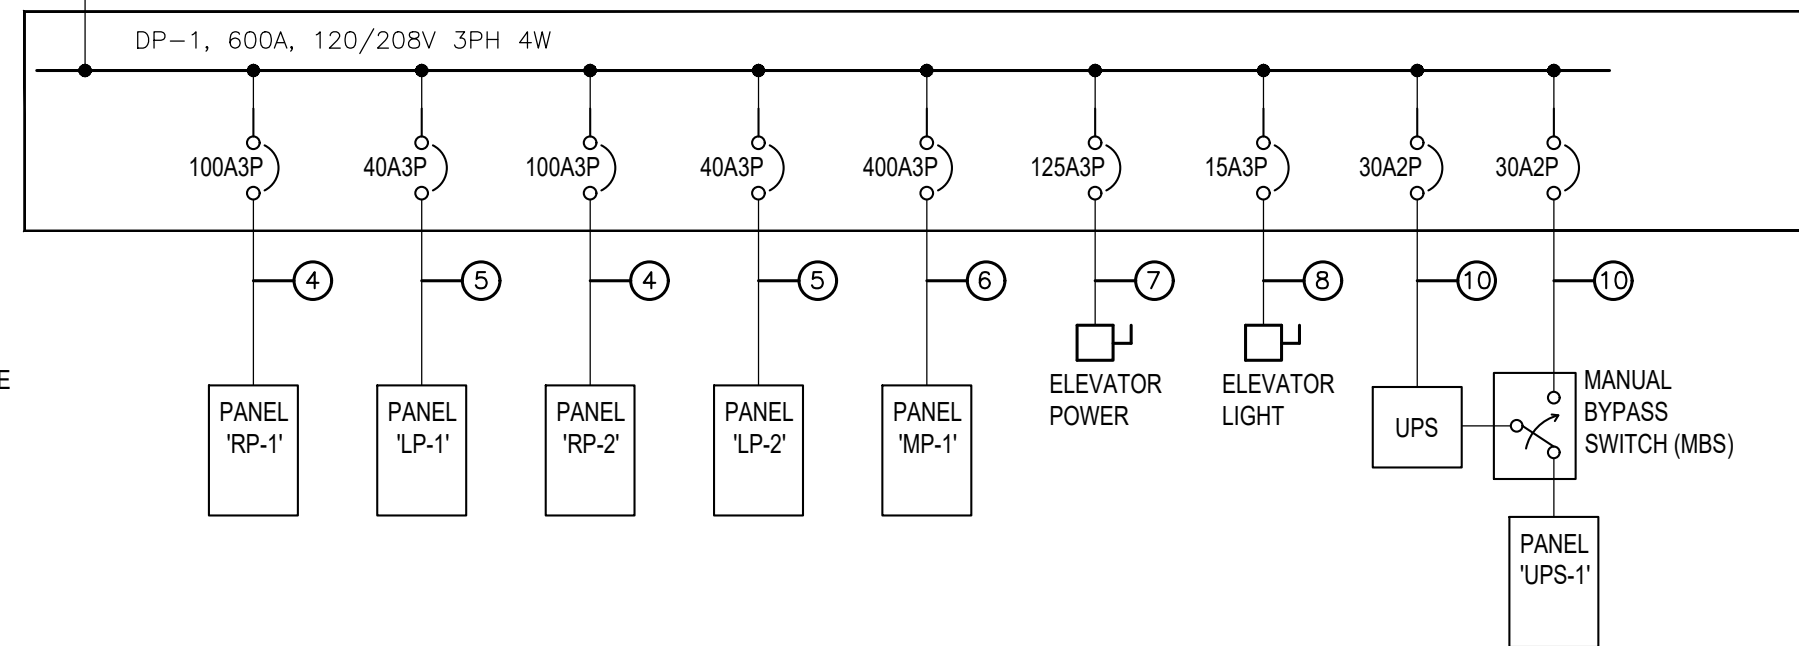 DP-1, 600A, 120/208V 3PH 4W
100A3P
40A3P
100A3P
40A3P
400A3P
125A3P
15A3P
30A2P
30A2P
4
5
4
5
6
7
8
10
10
E
PANEL
'RP-1'
PANEL
'LP-1'
PANEL
'RP-2'
PANEL
'LP-2'
PANEL
'MP-1'
ELEVATOR
POWER
ELEVATOR
LIGHT
UPS
MANUAL
BYPASS
SWITCH (MBS)
PANEL
'UPS-1'